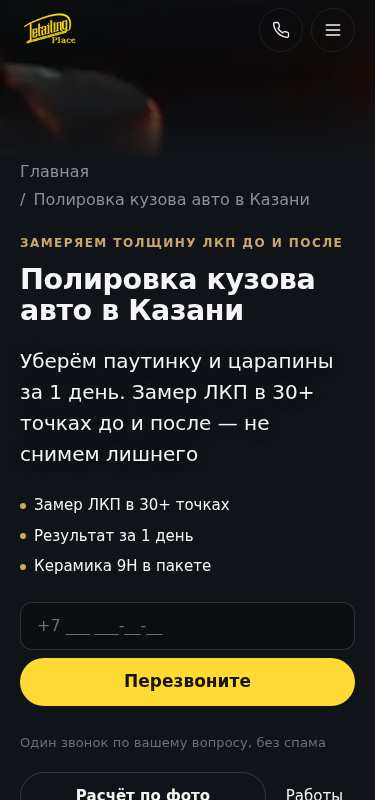 Detailing
Place
Главная
/ Полировка кузова авто в Казани
ЗАМЕРЯЕМ ТОЛЩИНУ ЛКП ДО И ПОСЛЕ
Полировка кузова
авто в Казани
Уберём паутинку и царапины
за 1 день. Замер ЛКП в 30+
точках до и после — не
снимем лишнего
Замер ЛКП в 30+ точках
Результат за 1 день
Керамика 9H в пакете
+7 ___ ___-__-__
Перезвоните
Один звонок по вашему вопросу, без спама
Расчёт по фото Работы